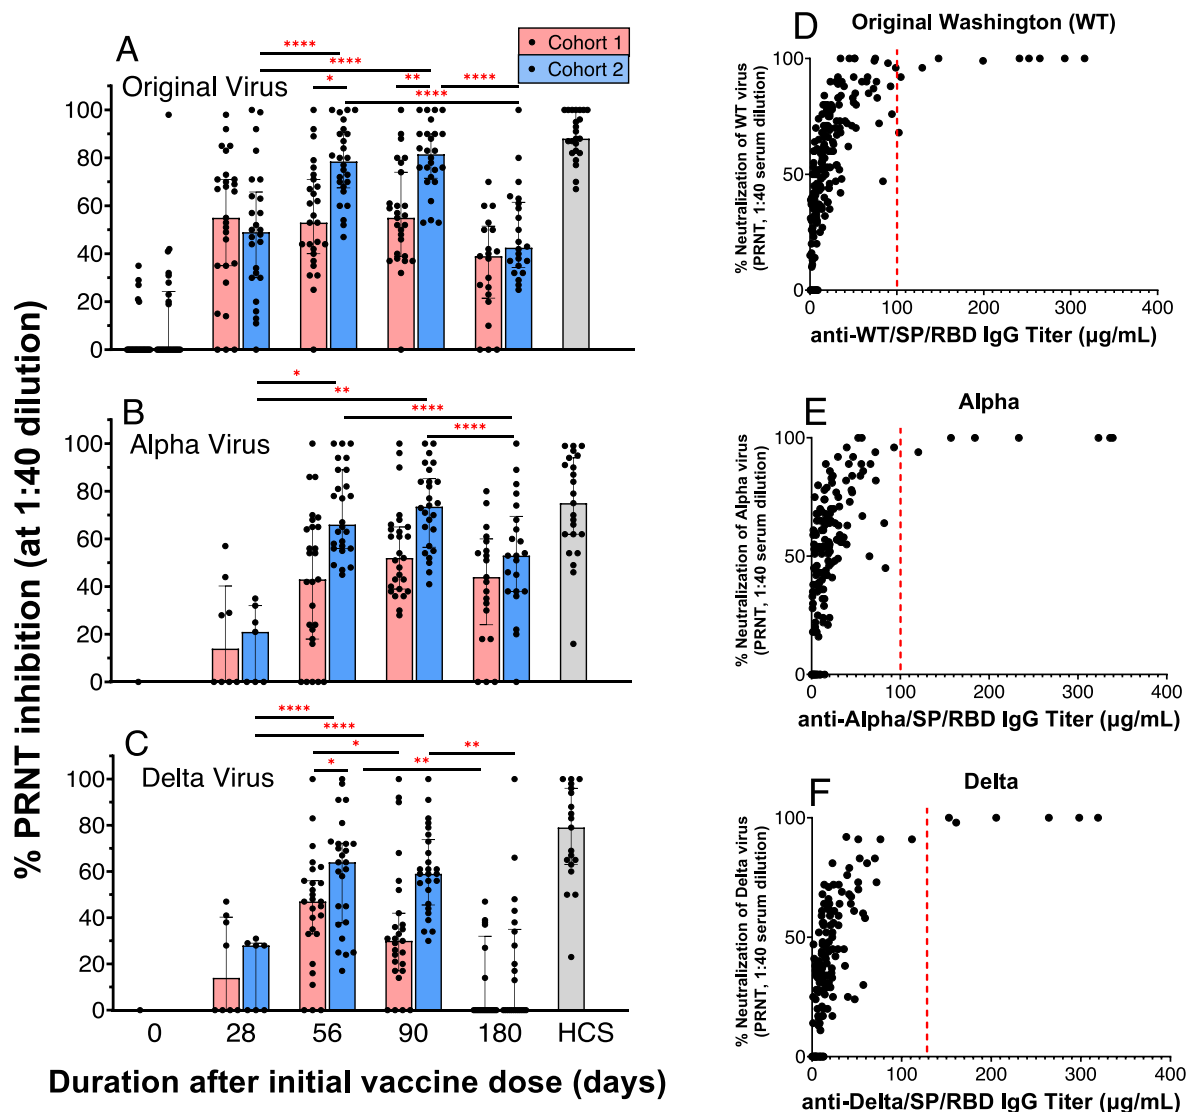 A
Original Virus
Cohort 1
Cohort 2
****
****
*
**
****
****
100
80
60
40
20
0
B
Alpha Virus
*
**
****
****
100
80
60
40
20
0
C
Delta Virus
****
****
*
*
**
**
100
80
60
40
20
0
0 28 56 90 180 HCS
Duration after initial vaccine dose (days)
% PRNT inhibition (at 1:40 dilution)
D
Original Washington (WT)
% Neutralization of WT virus
(PRNT, 1:40 serum dilution)
100
50
0
0 100 200 300 400
anti-WT/SP/RBD IgG Titer (µg/mL)
E
Alpha
% Neutralization of Alpha virus
(PRNT, 1:40 serum dilution)
100
50
0
0 100 200 300 400
anti-Alpha/SP/RBD IgG Titer (µg/mL)
F
Delta
% Neutralization of Delta virus
(PRNT, 1:40 serum dilution)
100
50
0
0 100 200 300 400
anti-Delta/SP/RBD IgG Titer (µg/mL)